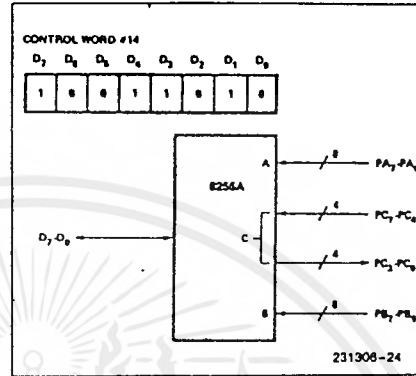 CONTROL WORD #14
D7 D6 D5 D4 D3 D2 D1 D0
1 0 0 1 1 0 1 0
A 8 PA7-PA0
8255A
4 PC7-PC4
D7-D0 C
4 PC3-PC0
B 8 PB7-PB0
231306-24